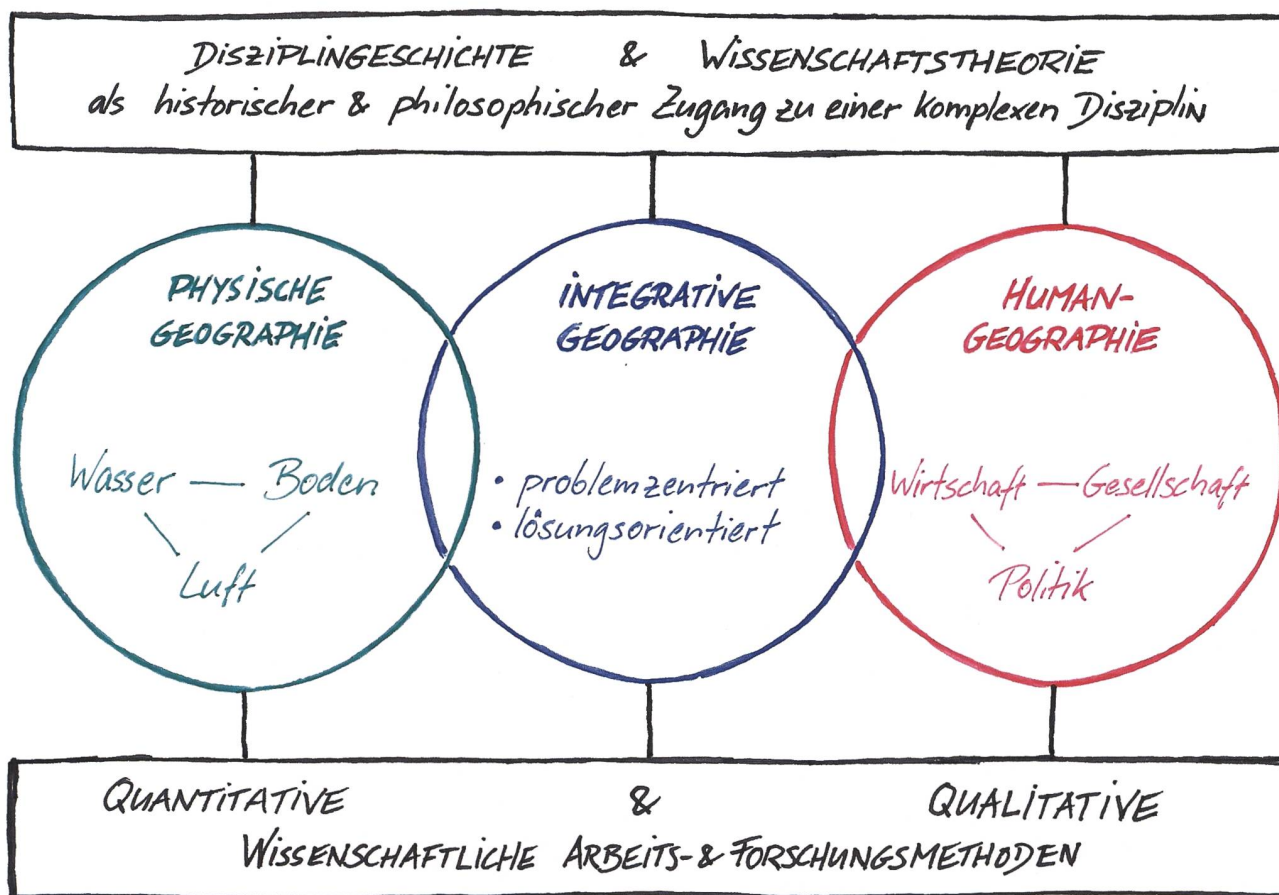 DISZIPLINGESCHICHTE & WISSENSCHAFTSTHEORIE
als historischer & philosophischer Zugang zu einer komplexen Disziplin
PHYSISCHE
GEOGRAPHIE
Wasser — Boden
Luft
INTEGRATIVE
GEOGRAPHIE
• problemzentriert
• lösungsorientiert
HUMAN-
GEOGRAPHIE
Wirtschaft — Gesellschaft
Politik
QUANTITATIVE & QUALITATIVE
WISSENSCHAFTLICHE ARBEITS- & FORSCHUNGSMETHODEN